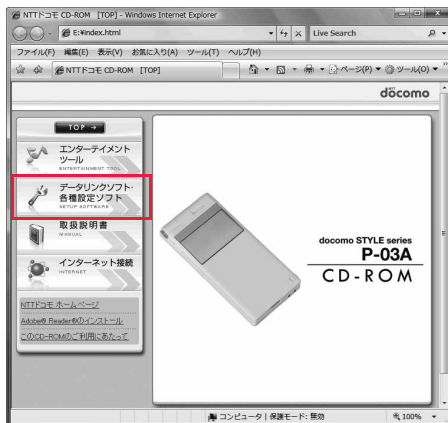 NTTドコモ CD-ROM [TOP] - Windows Internet Explorer
E:¥index.html
Live Search
ファイル(F) 編集(E) 表示(V) お気に入り(A) ツール(T) ヘルプ(H)
NTTドコモ CD-ROM [TOP]
ページ(P) ツール(O)
döcomo
TOP →
エンターテイメント
ツール
ENTERTAINMENT TOOL
データリンクソフト・
各種設定ソフト
SETUP SOFTWARE
取扱説明書
MANUAL
インターネット接続
INTERNET
NTTドコモ ホームページ
Adobe® Reader®のインストール
このCD-ROMのご利用にあたって
docomo STYLE series
P-03A
CD-ROM
コンピュータ | 保護モード: 無効
100%